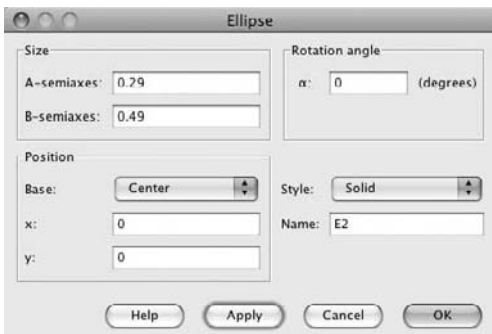 Ellipse
Size
A-semiaxes: 0.29
B-semiaxes: 0.49
Rotation angle
α: 0 (degrees)
Position
Base: Center
x: 0
y: 0
Style: Solid
Name: E2
Help Apply Cancel OK